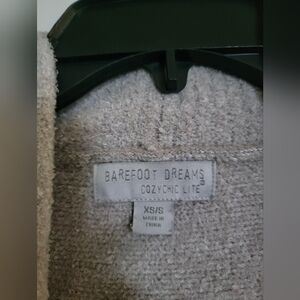 BAREFOOT DREAMS
COZYCHIC LITE
XS/S
MADE IN
CHINA